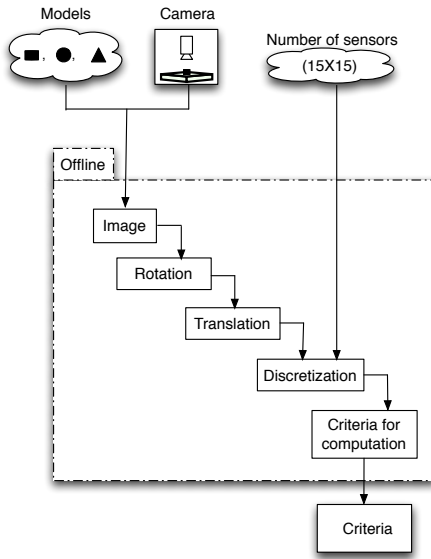 Models
Camera
Number of sensors
, ,
(15X15)
Offline
Image
Rotation
Translation
Discretization
Criteria for
computation
Criteria